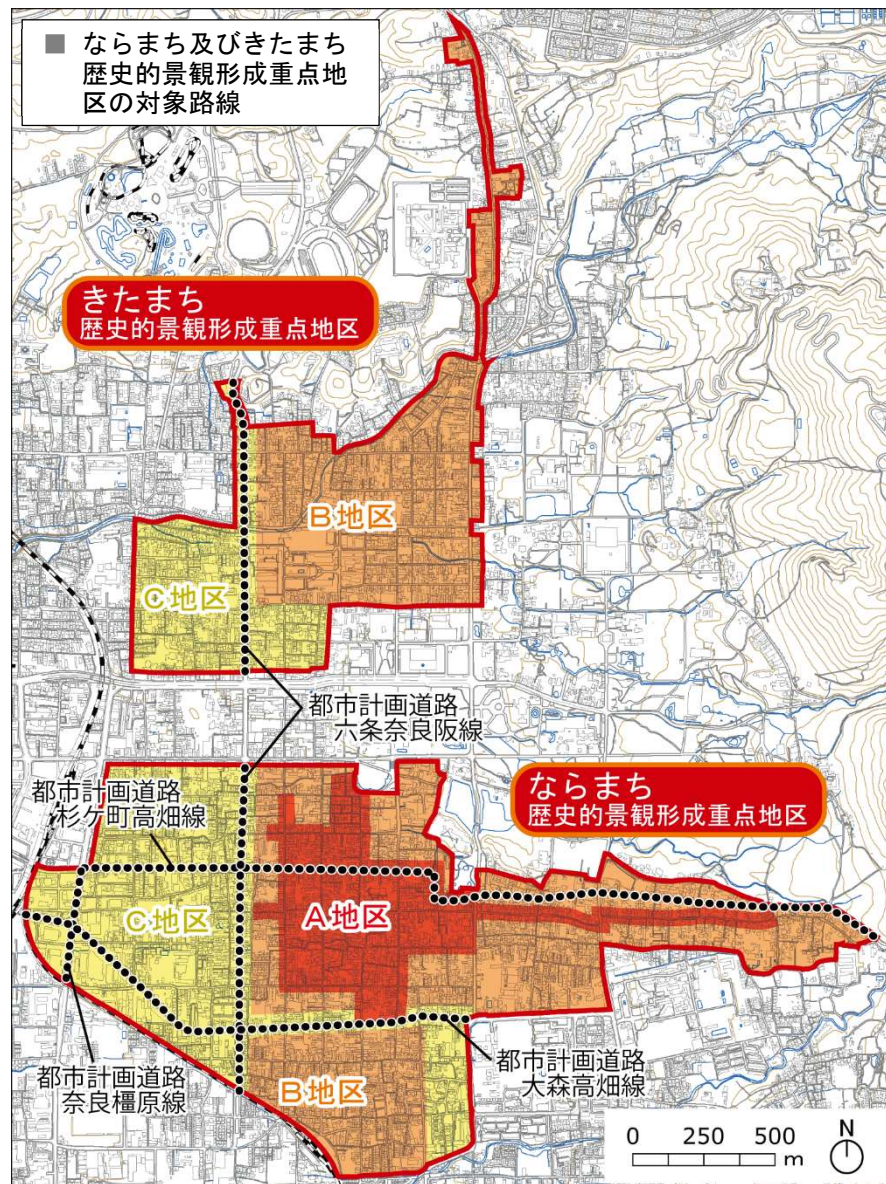 ■ ならまち及びきたまち
歴史的景観形成重点地
区の対象路線
きたまち
歴史的景観形成重点地区
B地区
C地区
都市計画道路
六条奈良阪線
都市計画道路
杉ケ町高畑線
ならまち
歴史的景観形成重点地区
C地区
A地区
都市計画道路
奈良橿原線
B地区
都市計画道路
大森高畑線
0 250 500
m
N